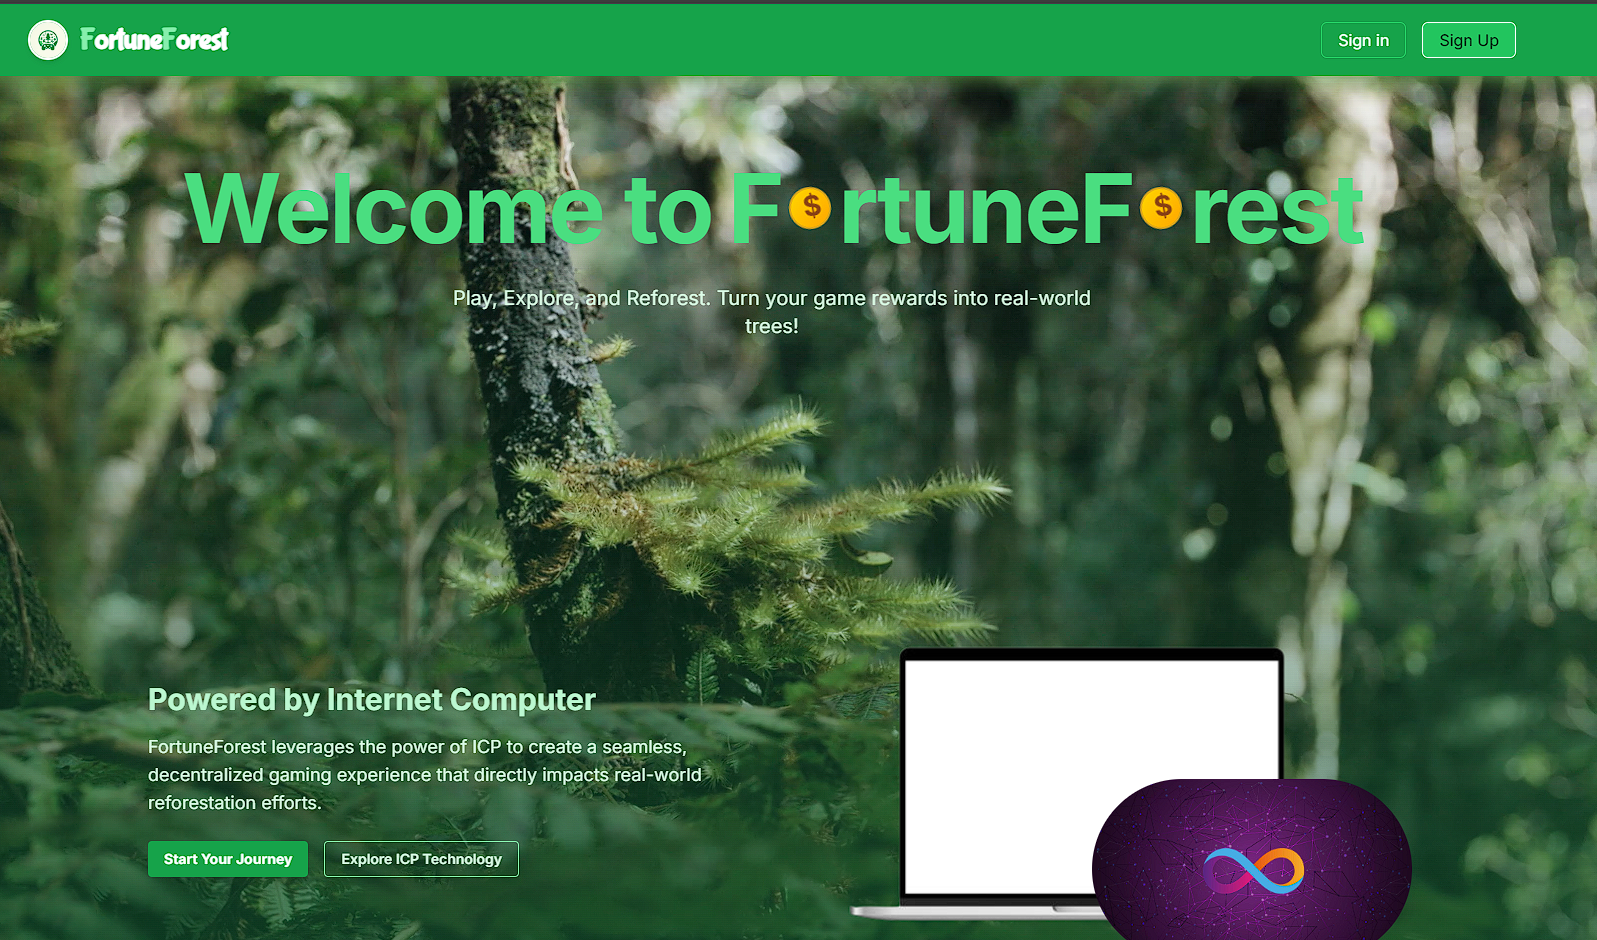 FortuneForest
Sign in
Sign Up
Welcome to F$rtuneF$rest
Play, Explore, and Reforest. Turn your game rewards into real-world
trees!
Powered by Internet Computer
FortuneForest leverages the power of ICP to create a seamless,
decentralized gaming experience that directly impacts real-world
reforestation efforts.
Start Your Journey
Explore ICP Technology